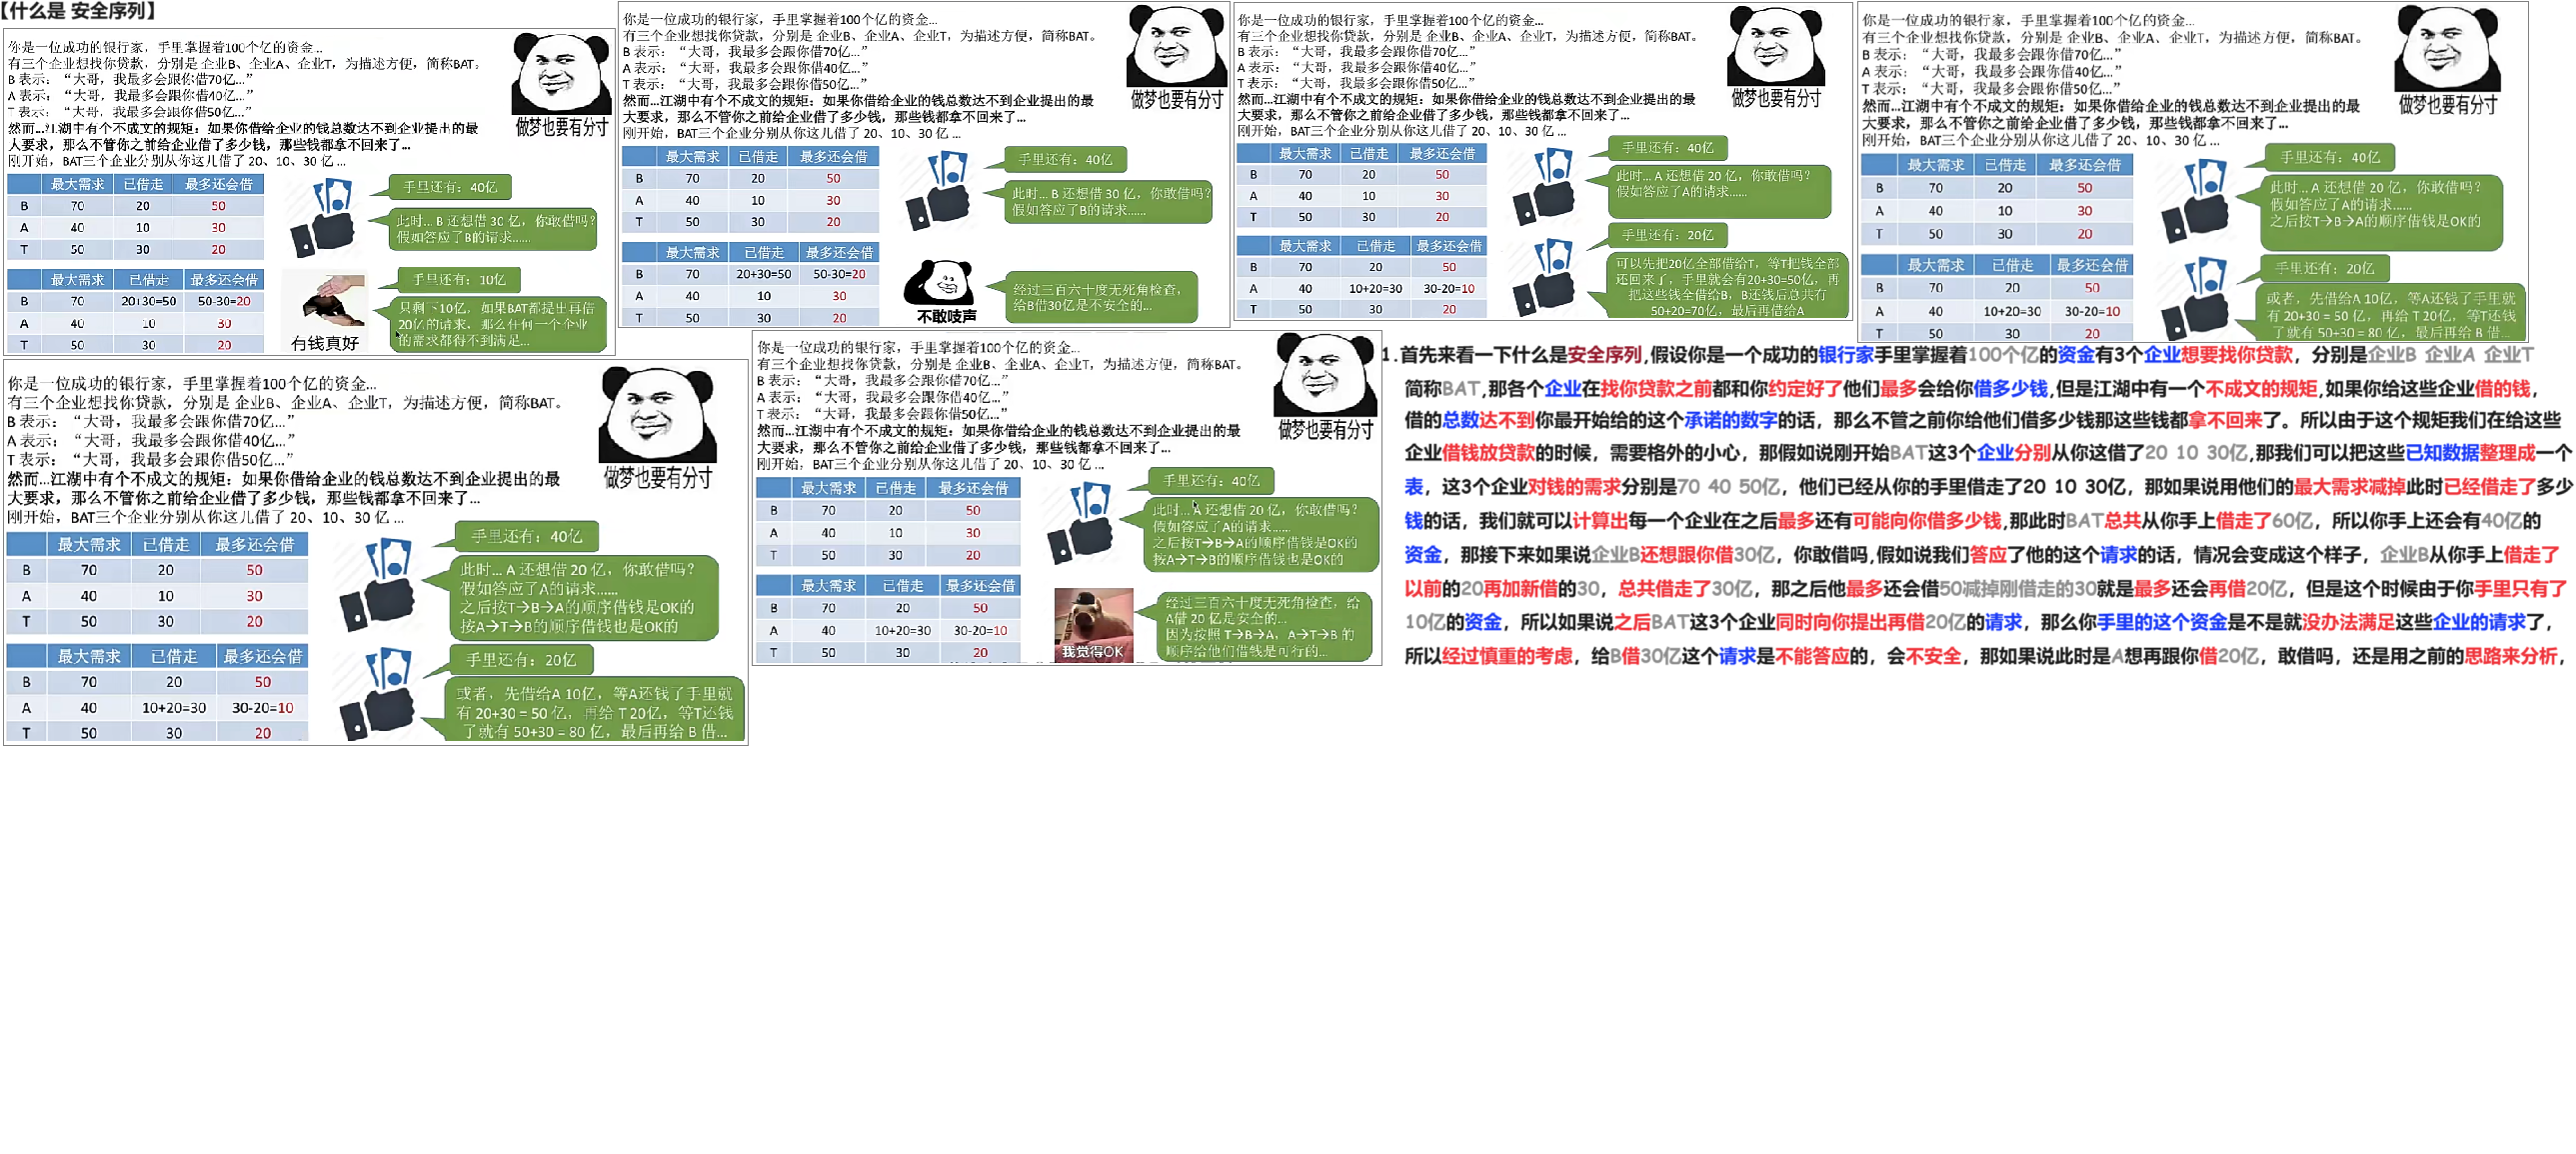 【什么是 安全序列】
你是一位成功的银行家，手里掌握着100个亿的资金...
有三个企业想找你贷款，分别是 企业B、企业A、企业T，为描述方便，简称BAT。
B 表示：“大哥，我最多会跟你借70亿...”
A 表示：“大哥，我最多会跟你借40亿...”
T 表示：“大哥，我最多会跟你借50亿...”
然而...江湖中有个不成文的规矩：如果你借给企业的钱总数达不到企业提出的最
大要求，那么不管你之前给企业借了多少钱，那些钱都拿不回来了...
刚开始，BAT三个企业分别从你这儿借了 20、10、30 亿 ...
做梦也要有分寸
最大需求 已借走 最多还会借
B 70 20 50
A 40 10 30
T 50 30 20
手里还有：40亿
此时... B 还想借 30 亿，你敢借吗？
假如答应了B的请求......
最大需求 已借走 最多还会借
B 70 20+30=50 50-30=20
A 40 10 30
T 50 30 20
有钱真好
手里还有：10亿
只剩下10亿，如果BAT都提出再借
20亿的请求，那么任何一个企业
的需求都得不到满足...
你是一位成功的银行家，手里掌握着100个亿的资金...
有三个企业想找你贷款，分别是 企业B、企业A、企业T，为描述方便，简称BAT。
B 表示：“大哥，我最多会跟你借70亿...”
A 表示：“大哥，我最多会跟你借40亿...”
T 表示：“大哥，我最多会跟你借50亿...”
然而...江湖中有个不成文的规矩：如果你借给企业的钱总数达不到企业提出的最
大要求，那么不管你之前给企业借了多少钱，那些钱都拿不回来了...
刚开始，BAT三个企业分别从你这儿借了 20、10、30 亿 ...
做梦也要有分寸
最大需求 已借走 最多还会借
B 70 20 50
A 40 10 30
T 50 30 20
手里还有：40亿
此时... B 还想借 30 亿，你敢借吗？
假如答应了B的请求......
最大需求 已借走 最多还会借
B 70 20+30=50 50-30=20
A 40 10 30
T 50 30 20
不敢吱声
经过三百六十度无死角检查，
给B借30亿是不安全的...
你是一位成功的银行家，手里掌握着100个亿的资金...
有三个企业想找你贷款，分别是 企业B、企业A、企业T，为描述方便，简称BAT。
B 表示：“大哥，我最多会跟你借70亿...”
A 表示：“大哥，我最多会跟你借40亿...”
T 表示：“大哥，我最多会跟你借50亿...”
然而...江湖中有个不成文的规矩：如果你借给企业的钱总数达不到企业提出的最
大要求，那么不管你之前给企业借了多少钱，那些钱都拿不回来了...
刚开始，BAT三个企业分别从你这儿借了 20、10、30 亿 ...
做梦也要有分寸
最大需求 已借走 最多还会借
B 70 20 50
A 40 10 30
T 50 30 20
手里还有：40亿
此时... A 还想借 20 亿，你敢借吗？
假如答应了A的请求......
最大需求 已借走 最多还会借
B 70 20 50
A 40 10+20=30 30-20=10
T 50 30 20
手里还有：20亿
可以先把20亿全部借给T，等T把钱全部
还回来了，手里就会有20+30=50亿，再
把这些钱全借给B，B还钱后总共有
50+20=70亿，最后再借给A
你是一位成功的银行家，手里掌握着100个亿的资金...
有三个企业想找你贷款，分别是 企业B、企业A、企业T，为描述方便，简称BAT。
B 表示：“大哥，我最多会跟你借70亿...”
A 表示：“大哥，我最多会跟你借40亿...”
T 表示：“大哥，我最多会跟你借50亿...”
然而...江湖中有个不成文的规矩：如果你借给企业的钱总数达不到企业提出的最
大要求，那么不管你之前给企业借了多少钱，那些钱都拿不回来了...
刚开始，BAT三个企业分别从你这儿借了 20、10、30 亿 ...
做梦也要有分寸
最大需求 已借走 最多还会借
B 70 20 50
A 40 10 30
T 50 30 20
手里还有：40亿
此时... A 还想借 20 亿，你敢借吗？
假如答应了A的请求......
之后按T→B→A的顺序借钱是OK的
最大需求 已借走 最多还会借
B 70 20 50
A 40 10+20=30 30-20=10
T 50 30 20
手里还有：20亿
或者，先借给A 10亿，等A还钱了手里就
有 20+30 = 50 亿，再给 T 20亿，等T还钱
了就有 50+30 = 80 亿，最后再给 B 借...
你是一位成功的银行家，手里掌握着100个亿的资金...
有三个企业想找你贷款，分别是 企业B、企业A、企业T，为描述方便，简称BAT。
B 表示：“大哥，我最多会跟你借70亿...”
A 表示：“大哥，我最多会跟你借40亿...”
T 表示：“大哥，我最多会跟你借50亿...”
然而...江湖中有个不成文的规矩：如果你借给企业的钱总数达不到企业提出的最
大要求，那么不管你之前给企业借了多少钱，那些钱都拿不回来了...
刚开始，BAT三个企业分别从你这儿借了 20、10、30 亿 ...
做梦也要有分寸
最大需求 已借走 最多还会借
B 70 20 50
A 40 10 30
T 50 30 20
手里还有：40亿
此时... A 还想借 20 亿，你敢借吗？
假如答应了A的请求......
之后按T→B→A的顺序借钱是OK的
按A→T→B的顺序借钱也是OK的
最大需求 已借走 最多还会借
B 70 20 50
A 40 10+20=30 30-20=10
T 50 30 20
手里还有：20亿
或者，先借给A 10亿，等A还钱了手里就
有 20+30 = 50 亿，再给 T 20亿，等T还钱
了就有 50+30 = 80 亿，最后再给 B 借...
你是一位成功的银行家，手里掌握着100个亿的资金...
有三个企业想找你贷款，分别是 企业B、企业A、企业T，为描述方便，简称BAT。
B 表示：“大哥，我最多会跟你借70亿...”
A 表示：“大哥，我最多会跟你借40亿...”
T 表示：“大哥，我最多会跟你借50亿...”
然而...江湖中有个不成文的规矩：如果你借给企业的钱总数达不到企业提出的最
大要求，那么不管你之前给企业借了多少钱，那些钱都拿不回来了...
刚开始，BAT三个企业分别从你这儿借了 20、10、30 亿 ...
做梦也要有分寸
最大需求 已借走 最多还会借
B 70 20 50
A 40 10 30
T 50 30 20
手里还有：40亿
此时... A 还想借 20 亿，你敢借吗？
假如答应了A的请求......
之后按T→B→A的顺序借钱是OK的
按A→T→B的顺序借钱也是OK的
最大需求 已借走 最多还会借
B 70 20 50
A 40 10+20=30 30-20=10
T 50 30 20
我觉得OK
经过三百六十度无死角检查，给
A借 20 亿是安全的...
因为按照 T→B→A，A→T→B 的
顺序给他们借钱是可行的...
1.首先来看一下什么是安全序列,假设你是一个成功的银行家手里掌握着100个亿的资金有3个企业想要找你贷款，分别是企业B 企业A 企业T
简称BAT,那各个企业在找你贷款之前都和你约定好了他们最多会给你借多少钱,但是江湖中有一个不成文的规矩,如果你给这些企业借的钱，
借的总数达不到你最开始给的这个承诺的数字的话，那么不管之前你给他们借多少钱那这些钱都拿不回来了。所以由于这个规矩我们在给这些
企业借钱放贷款的时候，需要格外的小心，那假如说刚开始BAT这3个企业分别从你这借了20 10 30亿,那我们可以把这些已知数据整理成一个
表，这3个企业对钱的需求分别是70 40 50亿，他们已经从你的手里借走了20 10 30亿，那如果说用他们的最大需求减掉此时已经借走了多少
钱的话，我们就可以计算出每一个企业在之后最多还有可能向你借多少钱,那此时BAT总共从你手上借走了60亿，所以你手上还会有40亿的
资金，那接下来如果说企业B还想跟你借30亿，你敢借吗,假如说我们答应了他的这个请求的话，情况会变成这个样子，企业B从你手上借走了
以前的20再加新借的30，总共借走了30亿，那之后他最多还会借50减掉刚借走的30就是最多还会再借20亿，但是这个时候由于你手里只有了
10亿的资金，所以如果说之后BAT这3个企业同时向你提出再借20亿的请求，那么你手里的这个资金是不是就没办法满足这些企业的请求了，
所以经过慎重的考虑，给B借30亿这个请求是不能答应的，会不安全，那如果说此时是A想再跟你借20亿，敢借吗，还是用之前的思路来分析，